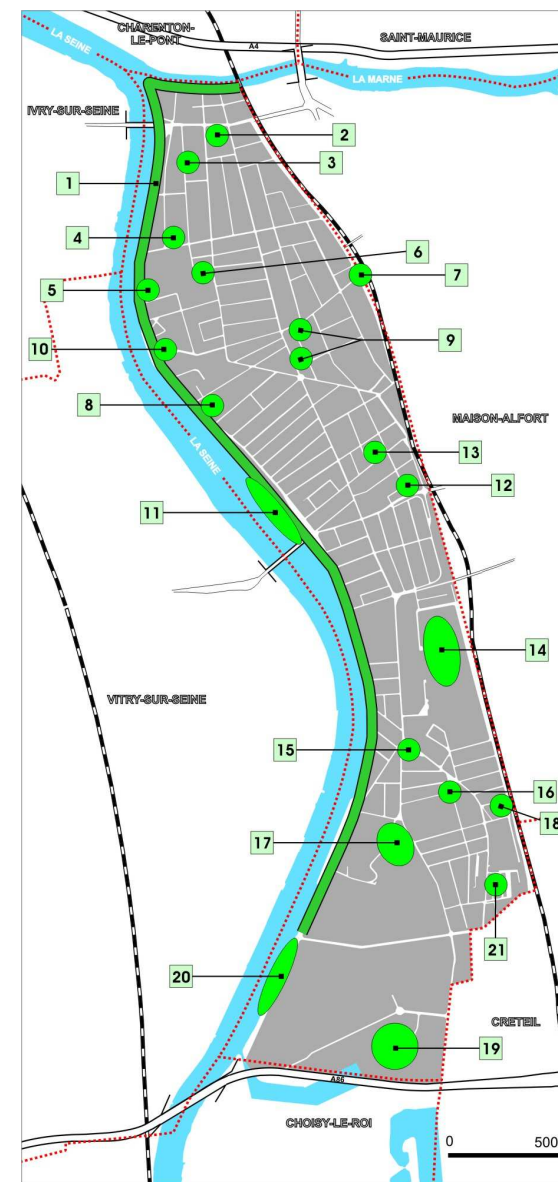 CHARENTON-
LE-PONT
SAINT-MAURICE
A4
LA SEINE
LA MARNE
IVRY-SUR-SEINE
2
3
1
4
6
7
5
9
10
8
MAISON-ALFORT
13
LA SEINE
12
11
14
VITRY-SUR-SEINE
15
16
18
17
21
20
CRETEIL
19
A86
CHOISY-LE-ROI
0 500